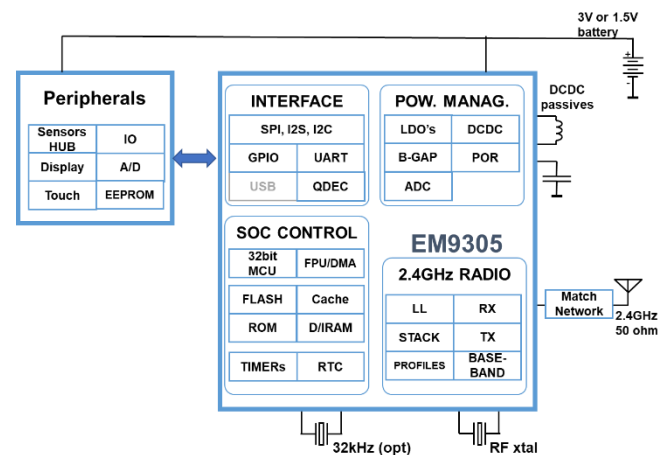 3V or 1.5V
battery
Peripherals
Sensors
HUB
IO
Display
A/D
Touch
EEPROM
INTERFACE
SPI, I2S, I2C
GPIO
UART
USB
QDEC
POW. MANAG.
LDO's
DCDC
B-GAP
POR
ADC
DCDC
passives
+
-
SOC CONTROL
32bit
MCU
FPU/DMA
FLASH
Cache
ROM
D/IRAM
TIMERs
RTC
EM9305
2.4GHz RADIO
LL
RX
STACK
TX
PROFILES
BASE-
BAND
Match
Network
2.4GHz
50 ohm
32kHz (opt)
RF xtal